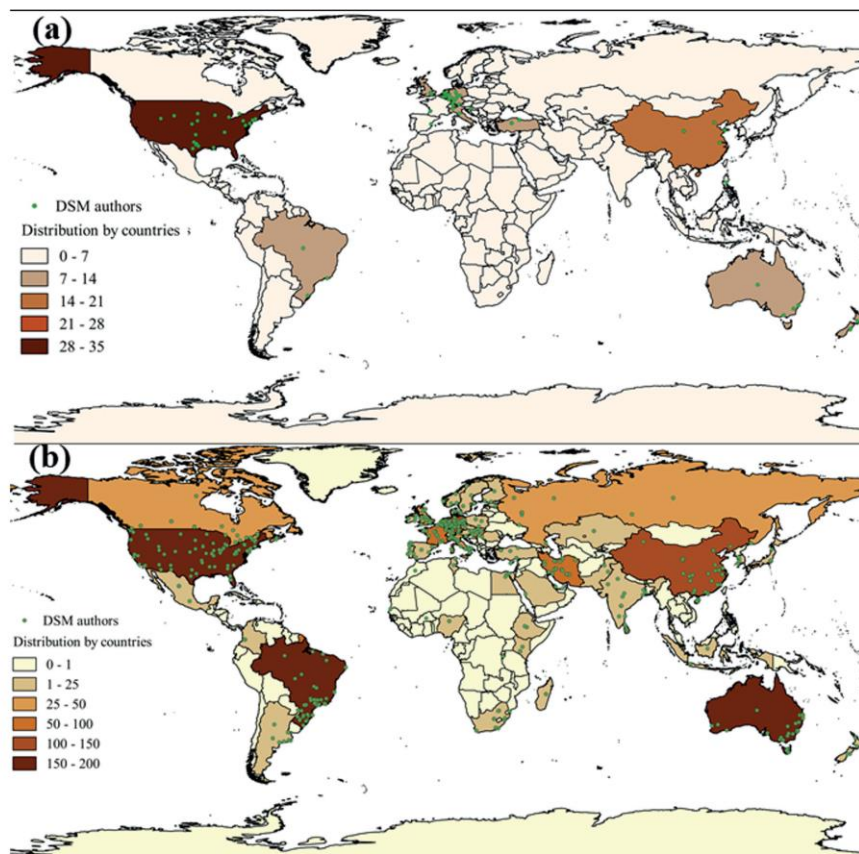 (a)
DSM authors
Distribution by countries
s
0 - 7
7 - 14
14 - 21
21 - 28
28 - 35
(b)
DSM authors
Distribution by countries
0 - 1
1 - 25
25 - 50
50 - 100
100 - 150
150 - 200